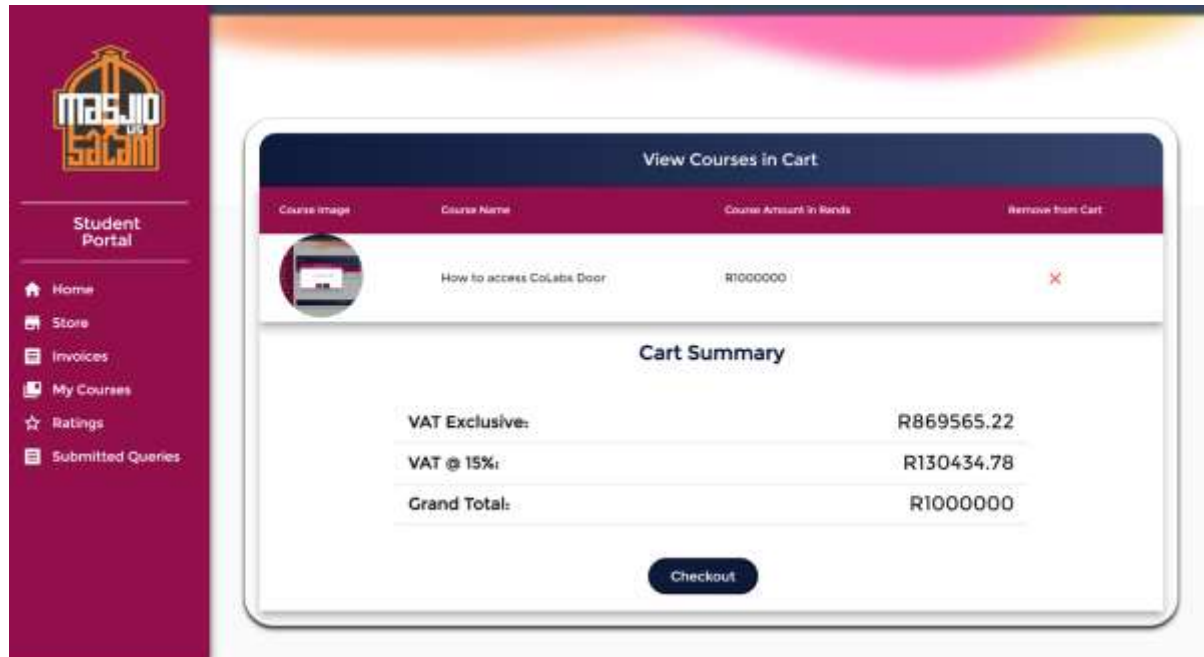 masjid
us
sâlam
Student
Portal
Home
Store
Invoices
My Courses
Ratings
Submitted Queries
View Courses in Cart
Course Image Course Name Course Amount in Rands Remove from Cart
How to access CoLabs Door R1000000
Cart Summary
VAT Exclusive: R869565.22
VAT @ 15%: R130434.78
Grand Total: R1000000
Checkout